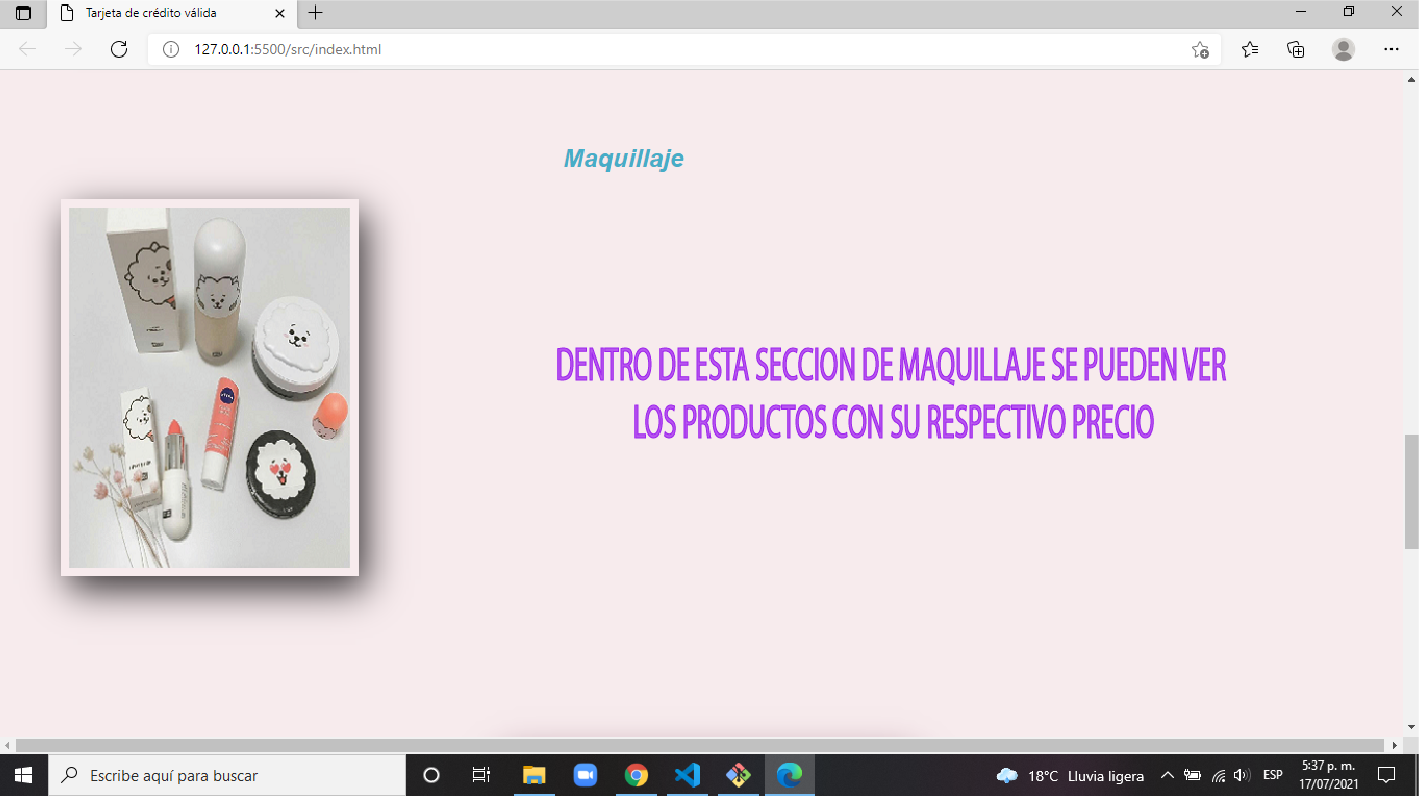 Tarjeta de crédito válida
127.0.0.1:5500/src/index.html
Maquillaje
DENTRO DE ESTA SECCION DE MAQUILLAJE SE PUEDEN VER
LOS PRODUCTOS CON SU RESPECTIVO PRECIO
Escribe aquí para buscar
18°C Lluvia ligera
ESP
5:37 p. m.
17/07/2021